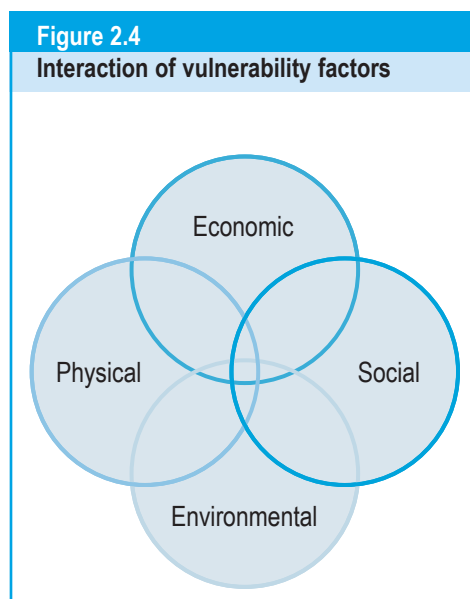 Figure 2.4
Interaction of vulnerability factors
Economic
Physical
Social
Environmental